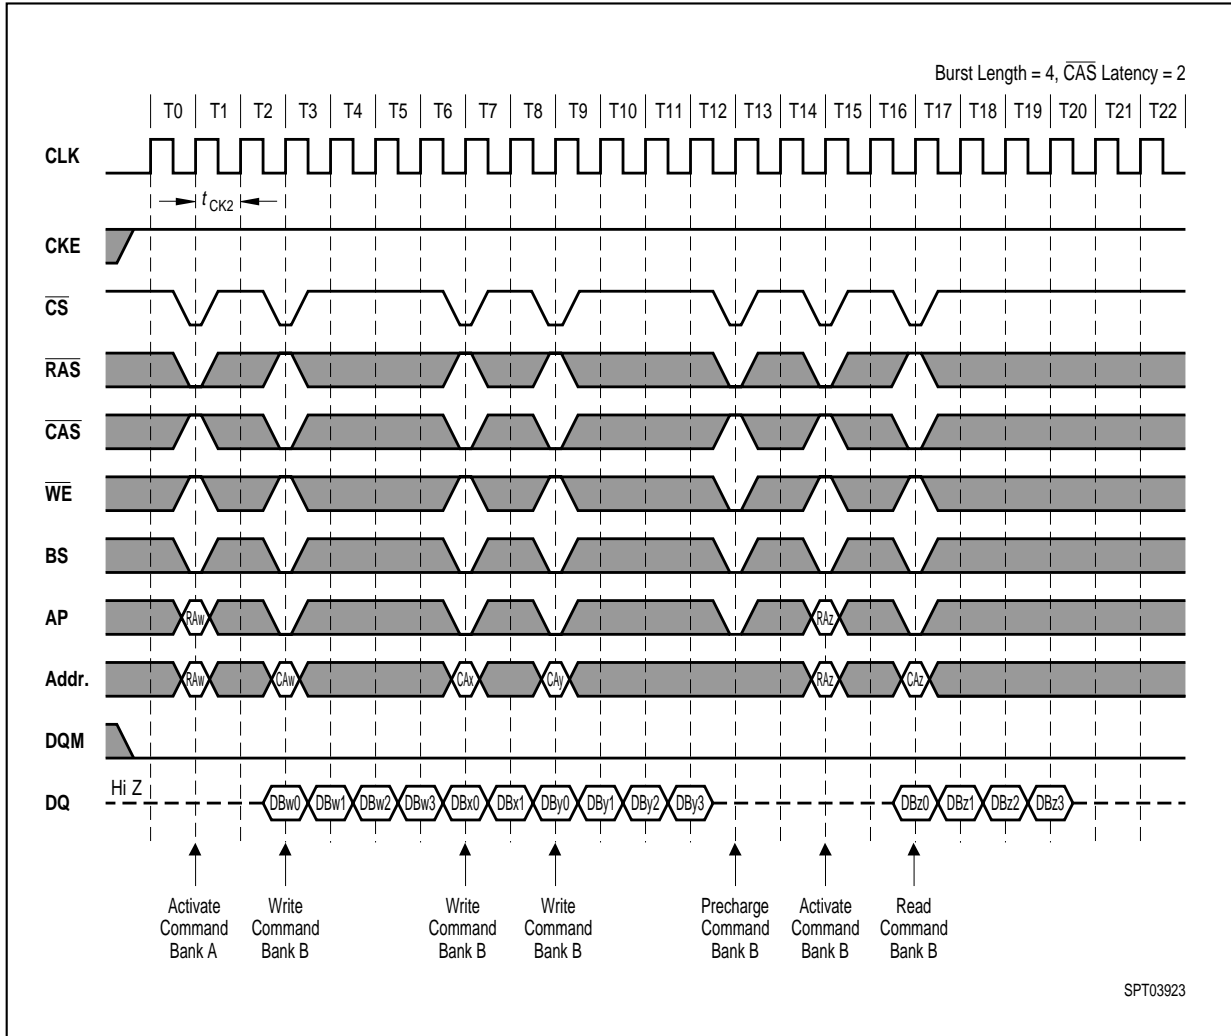 Burst Length = 4, CAS Latency = 2
T0 T1 T2 T3 T4 T5 T6 T7 T8 T9 T10 T11 T12 T13 T14 T15 T16 T17 T18 T19 T20 T21 T22
CLK
t CK2
CKE
CS
RAS
CAS
WE
BS
AP RAw RAz
Addr. RAw CAw CAx CAy RAz CAz
DQM
Hi Z
DQ DBw0 DBw1 DBw2 DBw3 DBx0 DBx1 DBy0 DBy1 DBy2 DBy3 DBz0 DBz1 DBz2 DBz3
Activate Write Write Write Precharge Activate Read
Command Command Command Command Command Command Command
Bank A Bank B Bank B Bank B Bank B Bank B Bank B
SPT03923